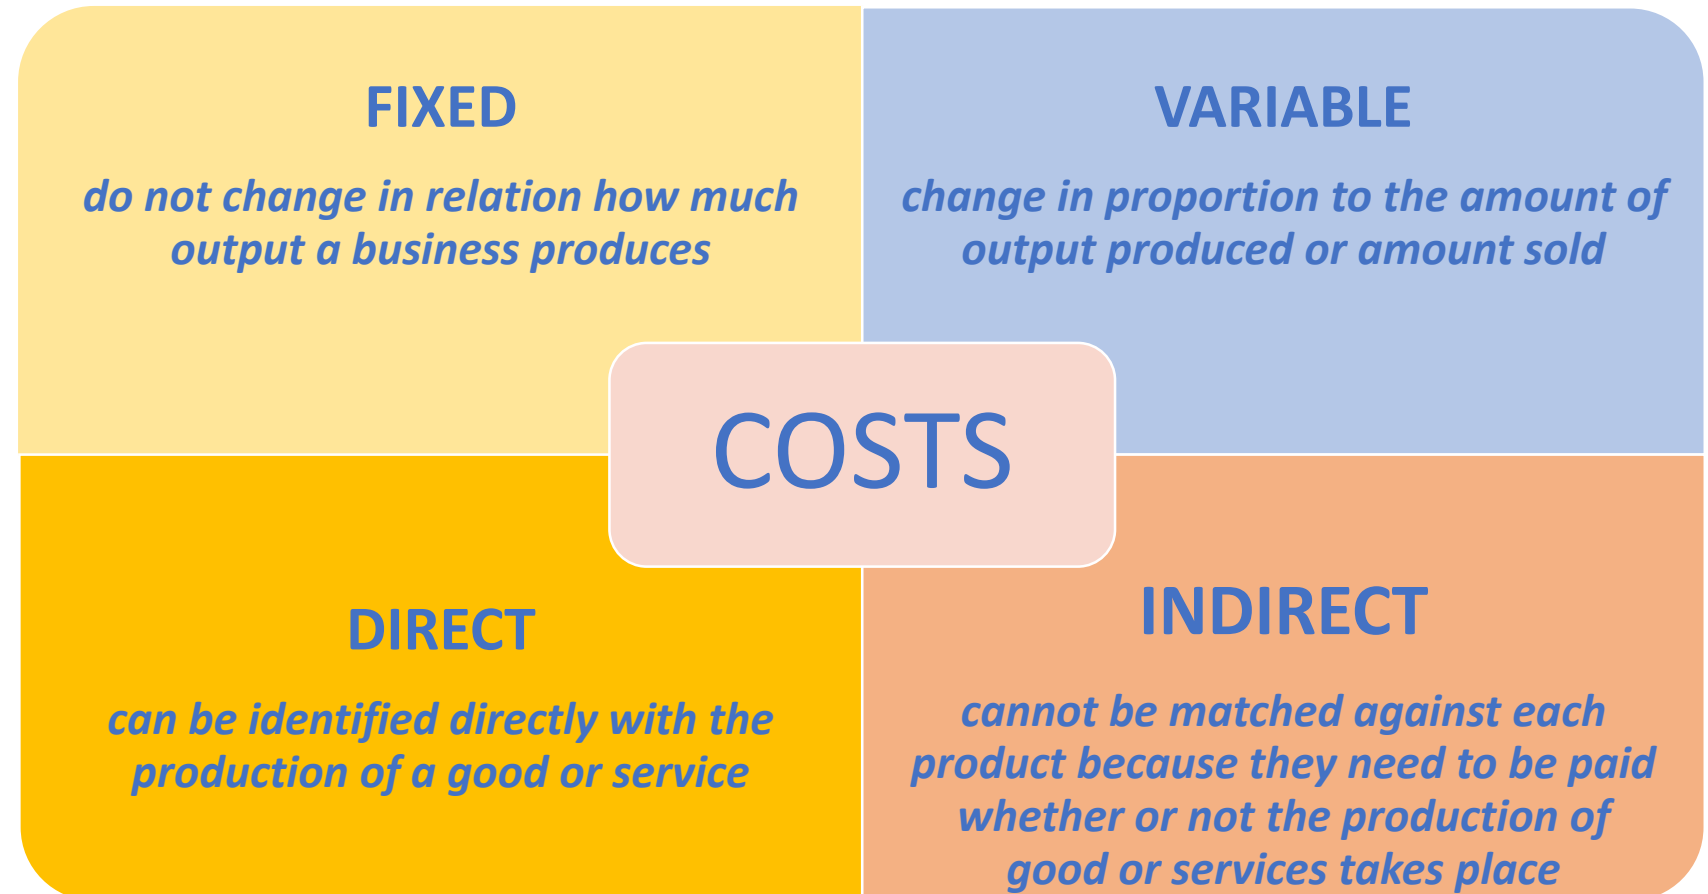 FIXED
do not change in relation how much
output a business produces
VARIABLE
change in proportion to the amount of
output produced or amount sold
COSTS
DIRECT
can be identified directly with the
production of a good or service
INDIRECT
cannot be matched against each
product because they need to be paid
whether or not the production of
good or services takes place